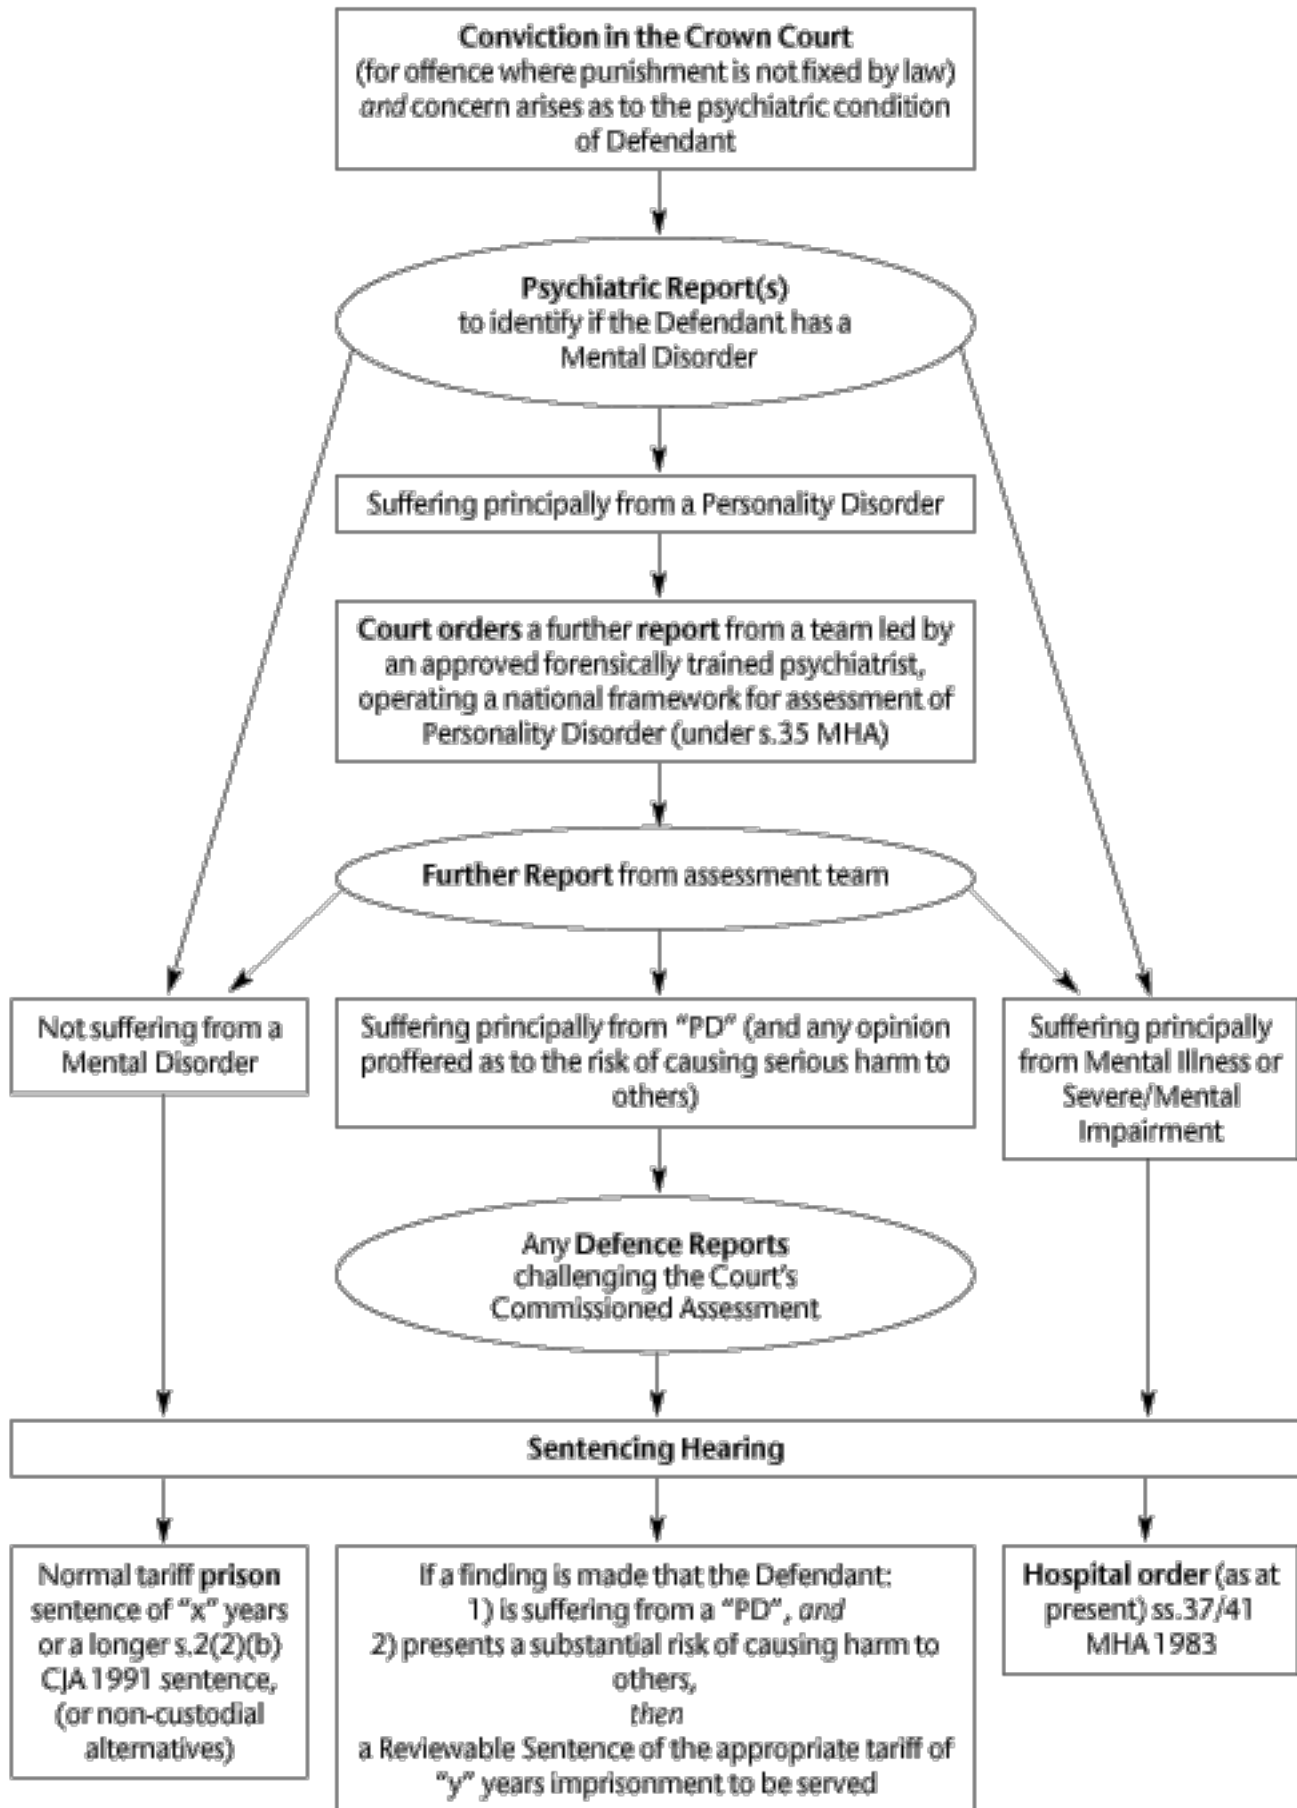 Conviction in the Crown Court
(for offence where punishment is not fixed by law)
and concern arises as to the psychiatric condition
of Defendant
Psychiatric Report(s)
to identify if the Defendant has a
Mental Disorder
Suffering principally from a Personality Disorder
Court orders a further report from a team led by
an approved forensically trained psychiatrist,
operating a national framework for assessment of
Personality Disorder (under s.35 MHA)
Further Report from assessment team
Not suffering from a
Mental Disorder
Suffering principally from "PD" (and any opinion
proffered as to the risk of causing serious harm to
others)
Suffering principally
from Mental Illness or
Severe/Mental
Impairment
Any Defence Reports
challenging the Court's
Commissioned Assessment
Sentencing Hearing
Normal tariff prison
sentence of "x" years
or a longer s.2(2)(b)
CJA 1991 sentence,
(or non-custodial
alternatives)
If a finding is made that the Defendant:
1) is suffering from a "PD", and
2) presents a substantial risk of causing harm to
others,
then
a Reviewable Sentence of the appropriate tariff of
"y" years imprisonment to be served
Hospital order (as at
present) ss.37/41
MHA 1983